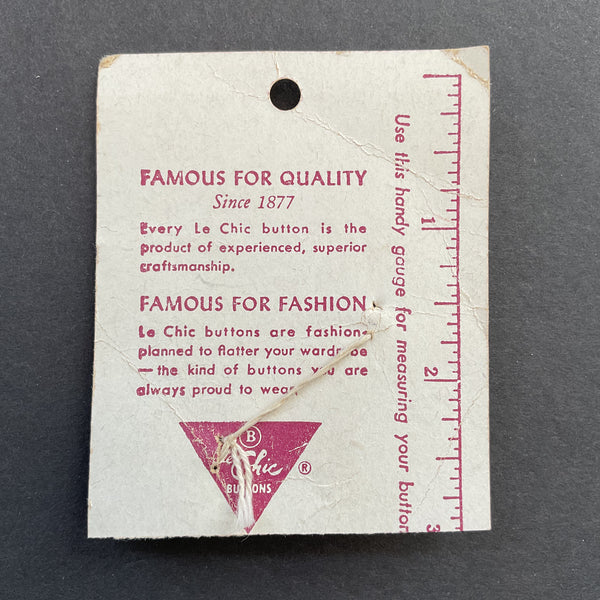 FAMOUS FOR QUALITY
Since 1877
Every Le Chic button is the
product of experienced, superior
craftsmanship.
FAMOUS FOR FASHION
Le Chic buttons are fashion-
planned to flatter your wardrobe
—the kind of buttons you are
always proud to wear.
B
Le Chic ®
BUTTONS
Use this handy gauge for measuring your button
1
2
3